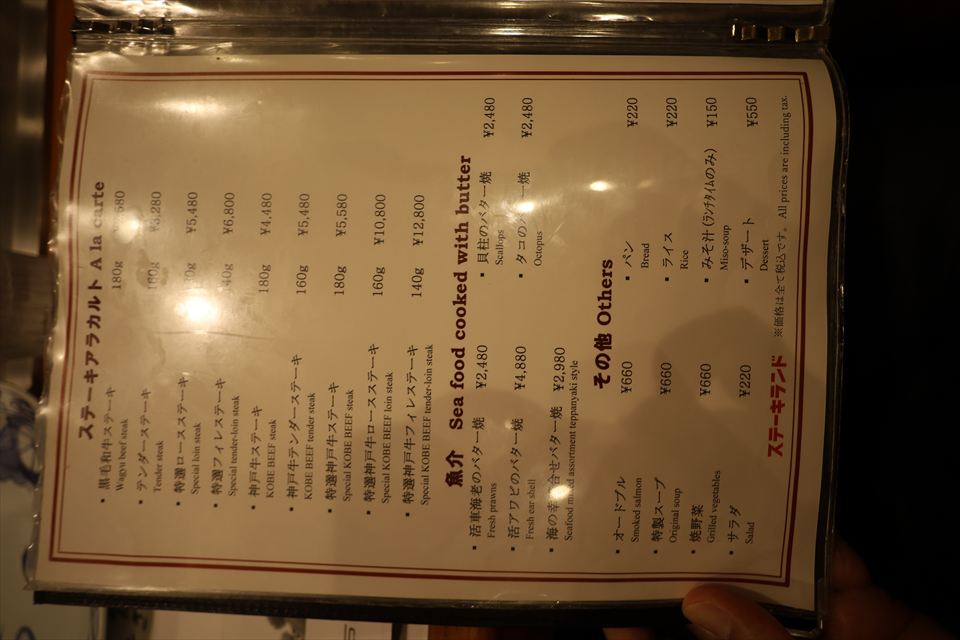 ステーキアラカルト A la carte
黒毛和牛ステーキ 180g 680
Wagyu beef steak
テンダーステーキ 180g ¥3,280
Tender steak
特選ロースステーキ ¥5,480
Special loin steak
特選フィレステーキ ¥6,800
Special tender-loin steak
神戸牛ステーキ 180g ¥4,480
KOBE BEEF steak
神戸牛テンダーステーキ 160g ¥5,480
KOBE BEEF tender steak
特選神戸牛ステーキ 180g ¥5,580
Special KOBE BEEF steak
特選神戸牛ロースステーキ 160g ¥10,800
Special KOBE BEEF loin steak
特選神戸牛フィレステーキ 140g ¥12,800
Special KOBE BEEF tender-loin steak
魚介 Sea food cooked with butter
活車海老のバター焼 ¥2,480
Fresh prawns
活アワビのバター焼 ¥4,880
Fresh ear shell
海の幸 合せバター焼 ¥2,980
Seafood mixed assortment teppanyaki style
貝柱のバター焼 ¥2,480
Scallops
タコのバター焼 ¥2,480
Octopus
その他 Others
オードブル ¥660
Smoked salmon
特製スープ ¥660
Original soup
焼野菜 ¥660
Grilled vegetables
サラダ ¥220
Salad
パン ¥220
Bread
ライス ¥220
Rice
みそ汁(ランチタイムのみ) ¥150
Miso-soup
デザート ¥550
Dessert
ステーキランド ※価格は全て税込です。 All prices are including tax.